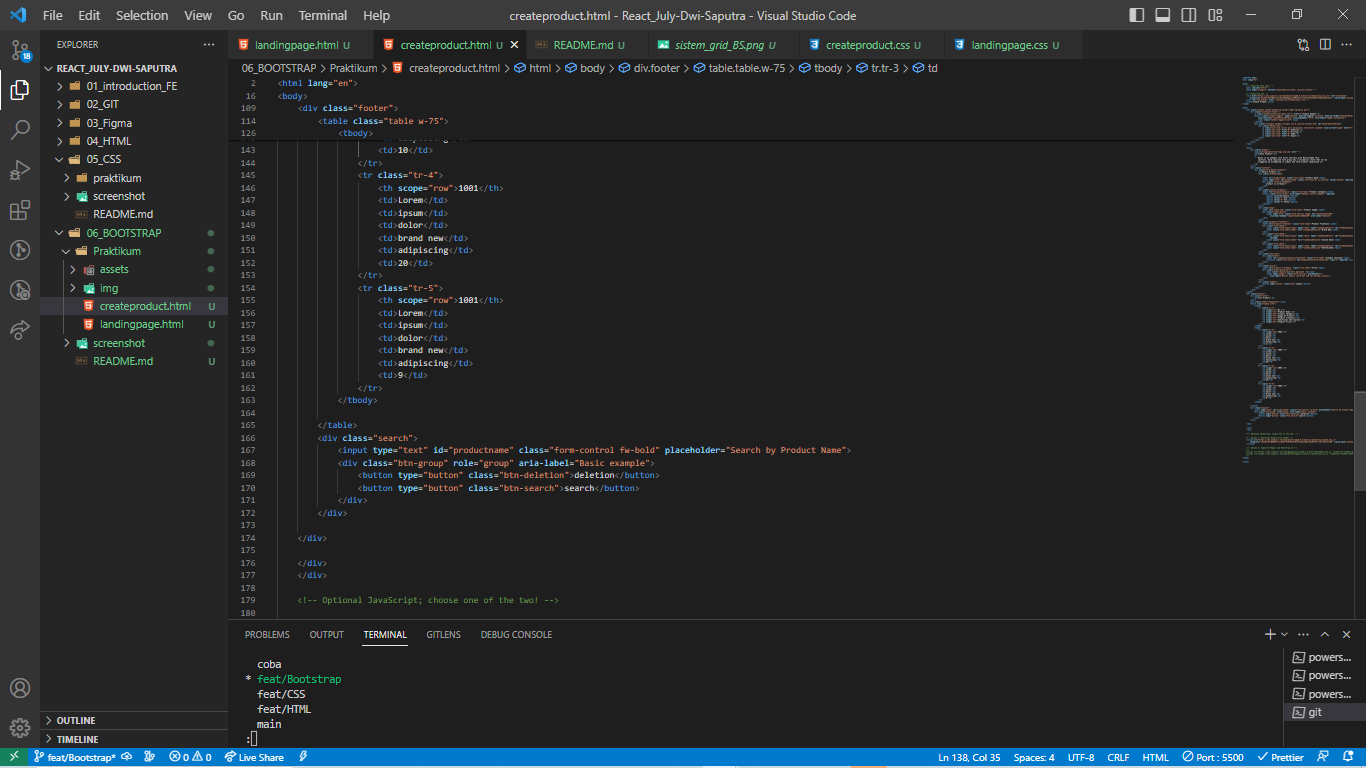 File Edit Selection View Go Run Terminal Help
createproduct.html - React_July-Dwi-Saputra - Visual Studio Code
18
EXPLORER
REACT_JULY-DWI-SAPUTRA
01_introduction_FE
02_GIT
03_Figma
04_HTML
05_CSS
praktikum
screenshot
README.md
06_BOOTSTRAP
Praktikum
assets
img
createproduct.html U
landingpage.html U
screenshot
README.md U
OUTLINE
TIMELINE
landingpage.html U createproduct.html U README.md U sistem_grid_BS.png U createproduct.css U landingpage.css U
06_BOOTSTRAP > Praktikum > createproduct.html > html > body > div.footer > table.table.w-75 > tbody > tr.tr-3 > td
2 <html lang="en">
16 <body>
109 <div class="footer">
114 <table class="table w-75">
126 <tbody>
143 <td>10</td>
144 </tr>
145 <tr class="tr-4">
146 <th scope="row">1001</th>
147 <td>Lorem</td>
148 <td>ipsum</td>
149 <td>dolor</td>
150 <td>brand new</td>
151 <td>adipiscing</td>
152 <td>20</td>
153 </tr>
154 <tr class="tr-5">
155 <th scope="row">1001</th>
156 <td>Lorem</td>
157 <td>ipsum</td>
158 <td>dolor</td>
159 <td>brand new</td>
160 <td>adipiscing</td>
161 <td>9</td>
162 </tr>
163 </tbody>
164
165 </table>
166 <div class="search">
167 <input type="text" id="productname" class="form-control fw-bold" placeholder="Search by Product Name">
168 <div class="btn-group" role="group" aria-label="Basic example">
169 <button type="button" class="btn-deletion">deletion</button>
170 <button type="button" class="btn-search">search</button>
171 </div>
172 </div>
173
174 </div>
175
176 </div>
177 </div>
178
179 <!-- Optional JavaScript; choose one of the two! -->
180
PROBLEMS OUTPUT TERMINAL GITLENS DEBUG CONSOLE
coba
* feat/Bootstrap
feat/CSS
feat/HTML
main
:
powers...
powers...
powers...
git
feat/Bootstrap* 0 0 Live Share Ln 138, Col 35 Spaces: 4 UTF-8 CRLF HTML Port : 5500 Prettier